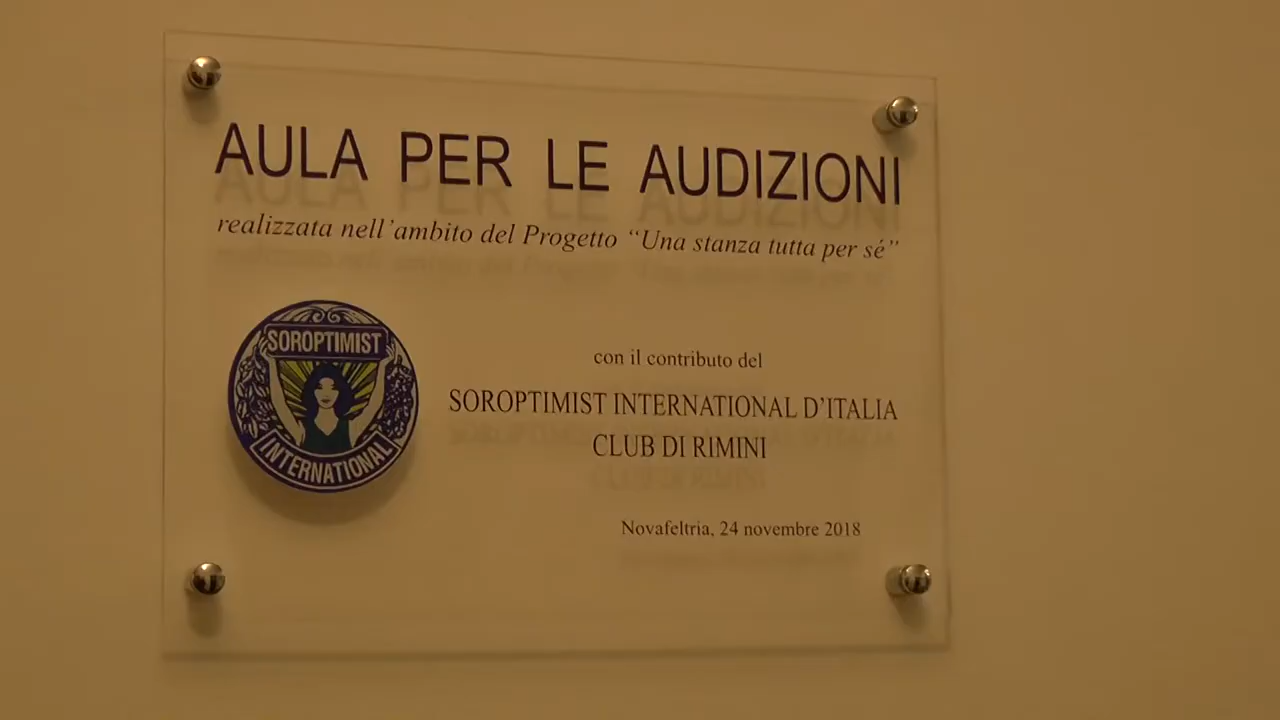 AULA PER LE AUDIZIONI
realizzata nell'ambito del Progetto “Una stanza tutta per sé”
SOROPTIMIST
INTERNATIONAL
con il contributo del
SOROPTIMIST INTERNATIONAL D'ITALIA
CLUB DI RIMINI
Novafeltria, 24 novembre 2018